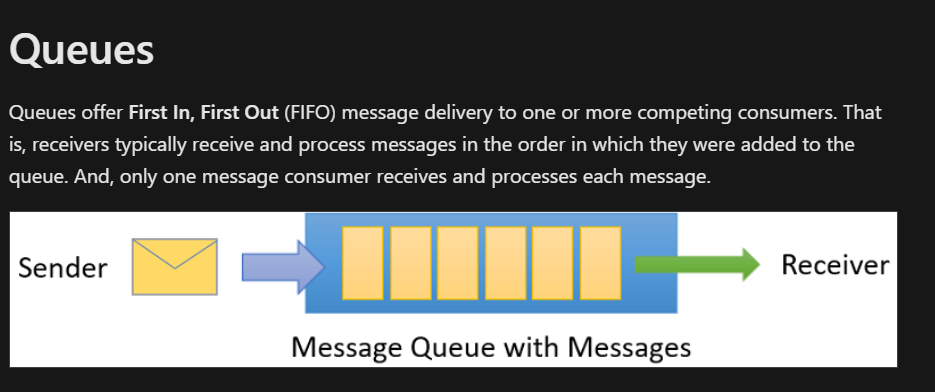 Queues
Queues offer First In, First Out (FIFO) message delivery to one or more competing consumers. That
is, receivers typically receive and process messages in the order in which they were added to the
queue. And, only one message consumer receives and processes each message.
Sender
Receiver
Message Queue with Messages